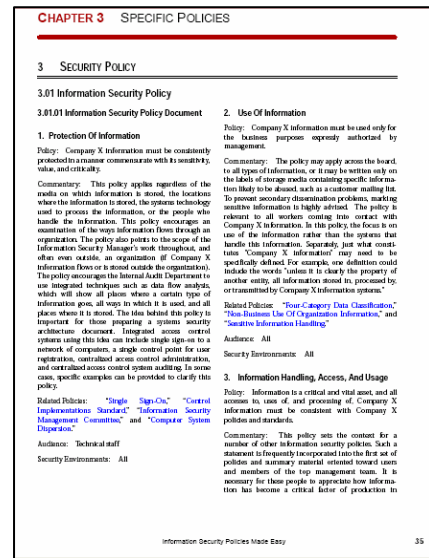 CHAPTER 3 SPECIFIC POLICIES
3 SECURITY POLICY
3.01 Information Security Policy
3.01.01 Information Security Policy Document
1. Protection Of Information
Policy: Company X information must be consistently
protected in a manner commensurate with its sensitivity,
value, and criticality.
Commentary: This policy applies regardless of the
media on which information is stored, the locations
where the information is stored, the systems technology
used to process the information, or the people who
handle the information. This policy encourages an
examination of the ways information flows through an
organization. The policy also points to the scope of the
Information Security Manager's work throughout, and
often even outside, an organization (if Company X
information flows or is stored outside the organization).
The policy encourages the Internal Audit Department to
use integrated techniques such as data flow analysis,
which will show all places where a certain type of
information goes, all ways in which it is used, and all
places where it is stored. The idea behind this policy is
important for those preparing a systems security
architecture document. Integrated access control
systems using this idea can include single sign-on to a
network of computers, a single control point for user
registration, centralized access control administration,
and centralized access control system auditing. In some
cases, specific examples can be provided to clarify this
policy.
Related Policies: "Single Sign-On," "Control
Implementations Standard," "Information Security
Management Committee," and "Computer System
Dispersion."
Audience: Technical staff
Security Environments: All
2. Use Of Information
Policy: Company X information must be used only for
the business purposes expressly authorized by
management.
Commentary: The policy may apply across the board,
to all types of information, or it may be written only on
the labels of storage media containing specific informa-
tion likely to be abused, such as a customer mailing list.
To prevent secondary dissemination problems, marking
sensitive information is highly advised. The policy is
relevant to all workers coming into contact with
Company X information. In this policy, the focus is on
use of the information rather than the systems that
handle this information. Separately, just what consti-
tutes "Company X information" may need to be
specifically defined. For example, one definition could
include the words "unless it is clearly the property of
another entity, all information stored in, processed by,
or transmitted by Company X information systems."
Related Policies: "Four-Category Data Classification,"
"Non-Business Use Of Organization Information," and
"Sensitive Information Handling."
Audience: All
Security Environments: All
3. Information Handling, Access, And Usage
Policy: Information is a critical and vital asset, and all
accesses to, uses of, and processing of, Company X
information must be consistent with Company X
policies and standards.
Commentary: This policy sets the context for a
number of other information security policies. Such a
statement is frequently incorporated into the first set of
policies and summary material oriented toward users
and members of the top management team. It is
necessary for these people to appreciate how informa-
tion has become a critical factor of production in
Information Security Policies Made Easy 35